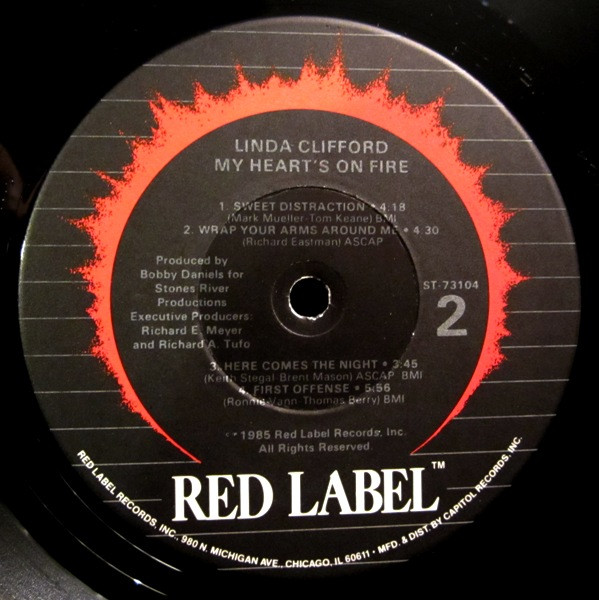 LINDA CLIFFORD
MY HEART'S ON FIRE
1. SWEET DISTRACTION • 4.18
(Mark Mueller-Tom Keane) BMI
2. WRAP YOUR ARMS AROUND ME • 4 30
(Richard Eastman) ASCAP
Produced by
Bobby Daniels for
Stones River
Productions
Executive Producers:
Richard E. Meyer
and Richard A. Tufo
ST-73104
2
3. HERE COMES THE NIGHT • 3:45
(Keith Stegal-Brent Mason) ASCAP BMI
4. FIRST OFFENSE • 5:56
(Ronnie Vann-Thomas Berry) BMI
1985 Red Label Records, Inc.
All Rights Reserved.
RED LABEL™
RED LABEL RECORDS, INC., 980 N. MICHIGAN AVE., CHICAGO, IL 60611 • MFD. & DIST. BY CAPITOL RECORDS, INC.